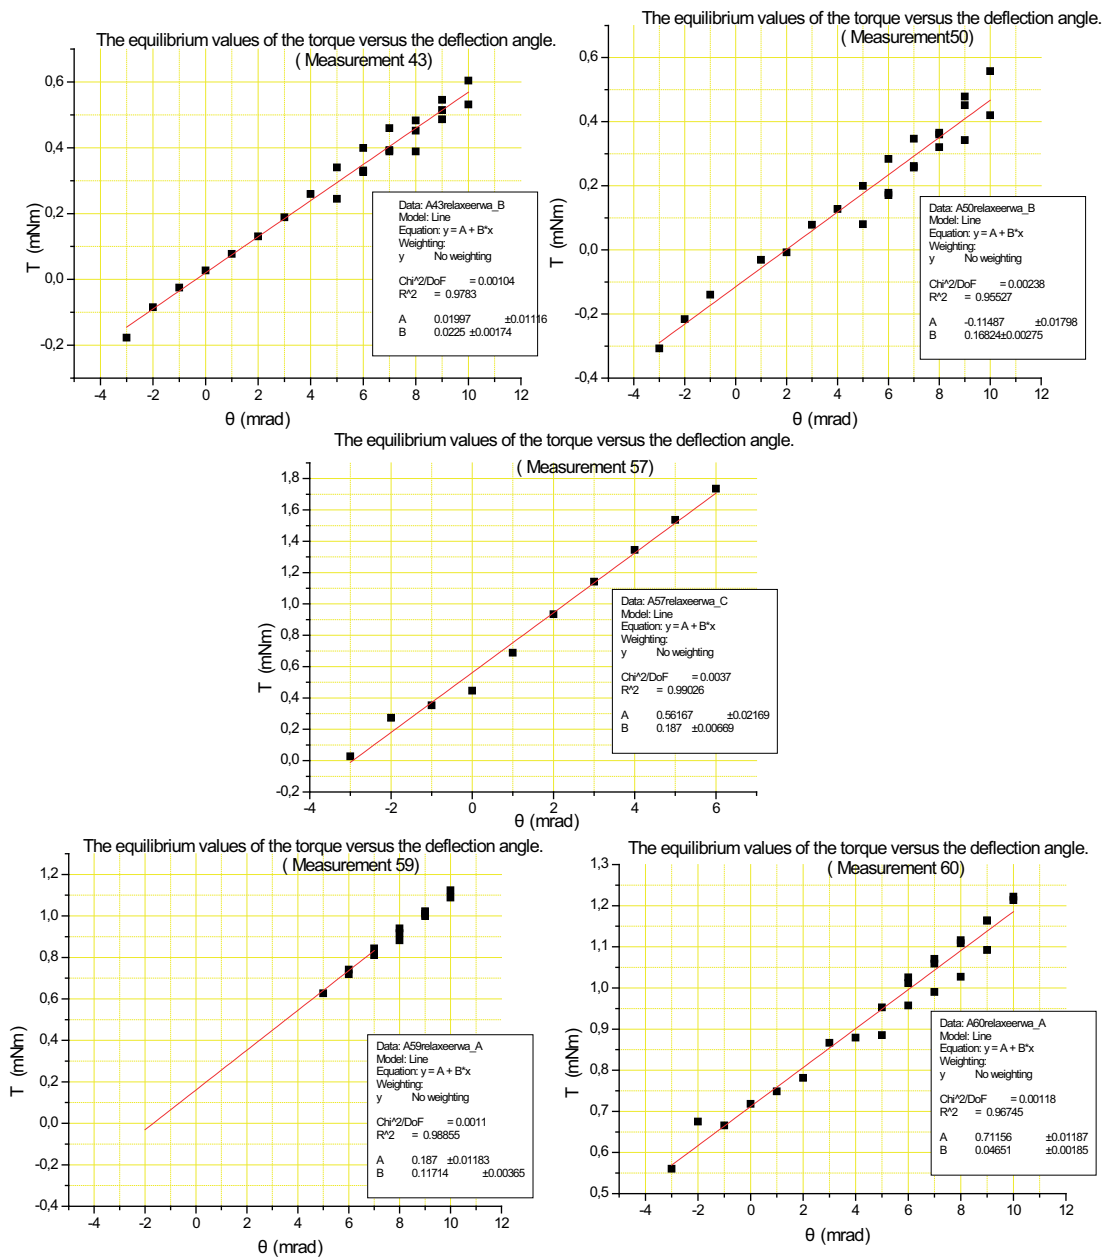 The equilibrium values of the torque versus the deflection angle.
( Measurement 43)
0,6
0,4
0,2
0,0
-0,2
T (mNm)
Data: A43relaxeerwa_B
Model: Line
Equation: y = A + B*x
Weighting:
y No weighting
Chi^2/DoF = 0.00104
R^2 = 0.9783
A 0.01997 ±0.01116
B 0.0225 ±0.00174
-4 -2 0 2 4 6 8 10 12
θ (mrad)
The equilibrium values of the torque versus the deflection angle.
( Measurement50)
0,6
0,4
0,2
0,0
-0,2
-0,4
T (mNm)
Data: A50relaxeerwa_B
Model: Line
Equation: y = A + B*x
Weighting:
y No weighting
Chi^2/DoF = 0.00238
R^2 = 0.95527
A -0.11487 ±0.01798
B 0.16824±0.00275
-4 -2 0 2 4 6 8 10 12
θ (mrad)
The equilibrium values of the torque versus the deflection angle.
( Measurement 57)
1,8
1,6
1,4
1,2
1,0
0,8
0,6
0,4
0,2
0,0
-0,2
T (mNm)
Data: A57relaxeerwa_C
Model: Line
Equation: y = A + B*x
Weighting:
y No weighting
Chi^2/DoF = 0.0037
R^2 = 0.99026
A 0.56167 ±0.02169
B 0.187 ±0.00669
-4 -2 0 2 4 6
θ (mrad)
The equilibrium values of the torque versus the deflection angle.
( Measurement 59)
1,2
1,0
0,8
0,6
0,4
0,2
0,0
-0,2
-0,4
T (mNm)
Data: A59relaxeerwa_A
Model: Line
Equation: y = A + B*x
Weighting:
y No weighting
Chi^2/DoF = 0.0011
R^2 = 0.98855
A 0.187 ±0.01183
B 0.11714 ±0.00365
-4 -2 0 2 4 6 8 10 12
θ (mrad)
The equilibrium values of the torque versus the deflection angle.
( Measurement 60)
1,3
1,2
1,1
1,0
0,9
0,8
0,7
0,6
0,5
T (mNm)
Data: A60relaxeerwa_A
Model: Line
Equation: y = A + B*x
Weighting:
y No weighting
Chi^2/DoF = 0.00118
R^2 = 0.96745
A 0.71156 ±0.01187
B 0.04651 ±0.00185
-4 -2 0 2 4 6 8 10 12
θ (mrad)